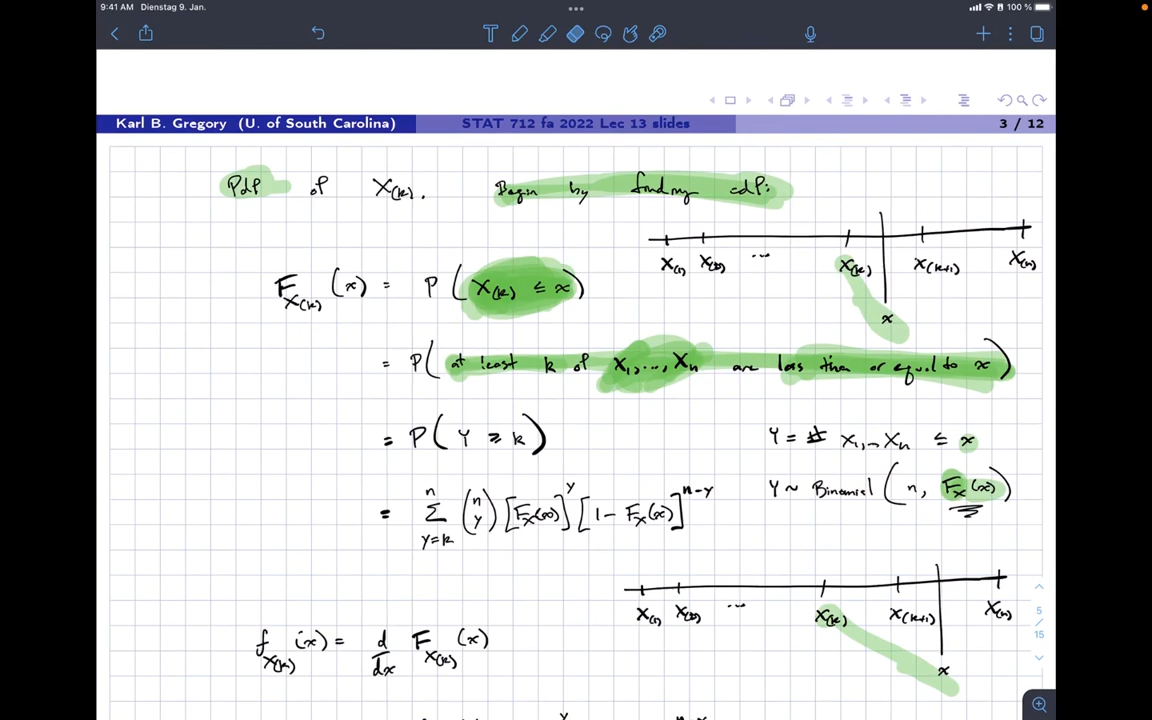 9:41 AM Dienstag 9. Jan.
100 %
Karl B. Gregory (U. of South Carolina) STAT 712 fa 2022 Lec 13 slides 3 / 12
Pdf of X(k). Begin by finding cdf:
X(1) X(2) ... X(k) X(k+1) X(n)
x
F_X(k) (x) = P( X(k) ≤ x )
= P( at least k of X1,...,Xn are less than or equal to x )
= P( Y ≥ k )
Y = # X1,..,Xn ≤ x
Y ~ Binomial ( n, F_X(x) )
= Σ_{y=k}^{n} (n y) [F_X(x)]^y [1 - F_X(x)]^{n-y}
X(1) X(2) ... X(k) X(k+1) X(n)
x
f_X(k) (x) = d/dx F_X(k) (x)
5
/
15
y n-y